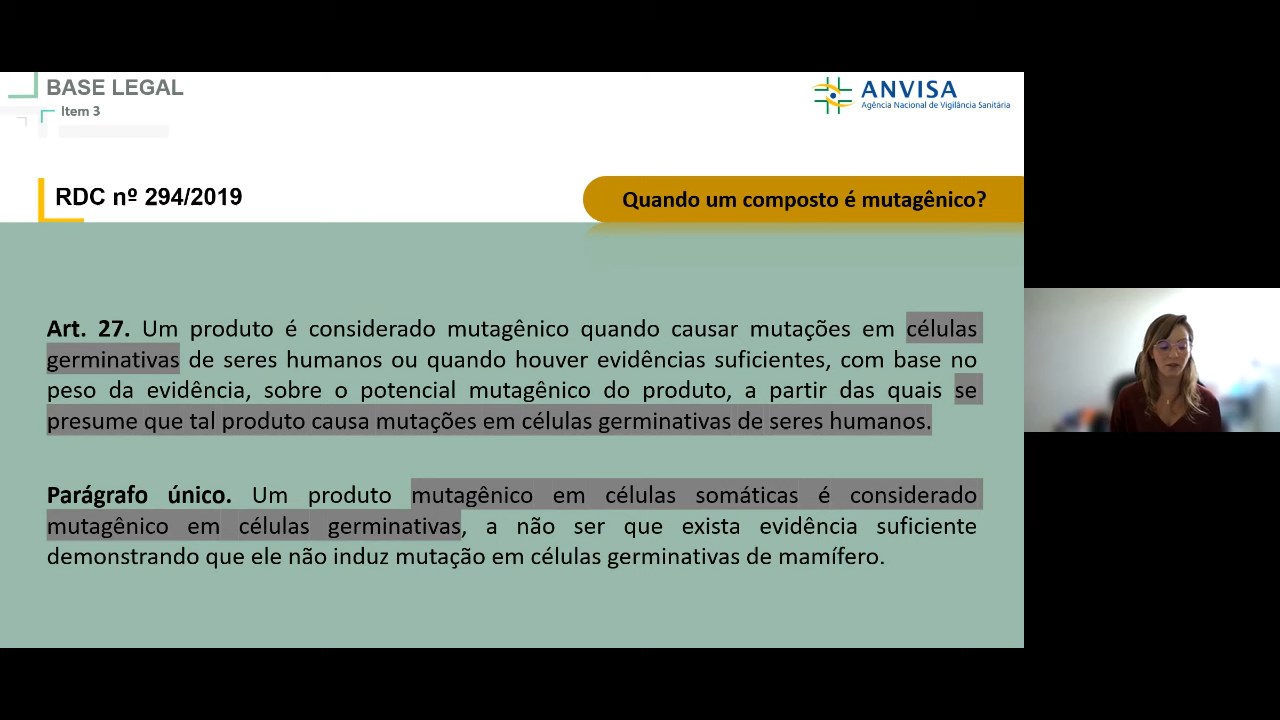 BASE LEGAL
Item 3
ANVISA
Agência Nacional de Vigilância Sanitária
RDC nº 294/2019
Quando um composto é mutagênico?
Art. 27. Um produto é considerado mutagênico quando causar mutações em células
germinativas de seres humanos ou quando houver evidências suficientes, com base no
peso da evidência, sobre o potencial mutagênico do produto, a partir das quais se
presume que tal produto causa mutações em células germinativas de seres humanos.
Parágrafo único. Um produto mutagênico em células somáticas é considerado
mutagênico em células germinativas, a não ser que exista evidência suficiente
demonstrando que ele não induz mutação em células germinativas de mamífero.